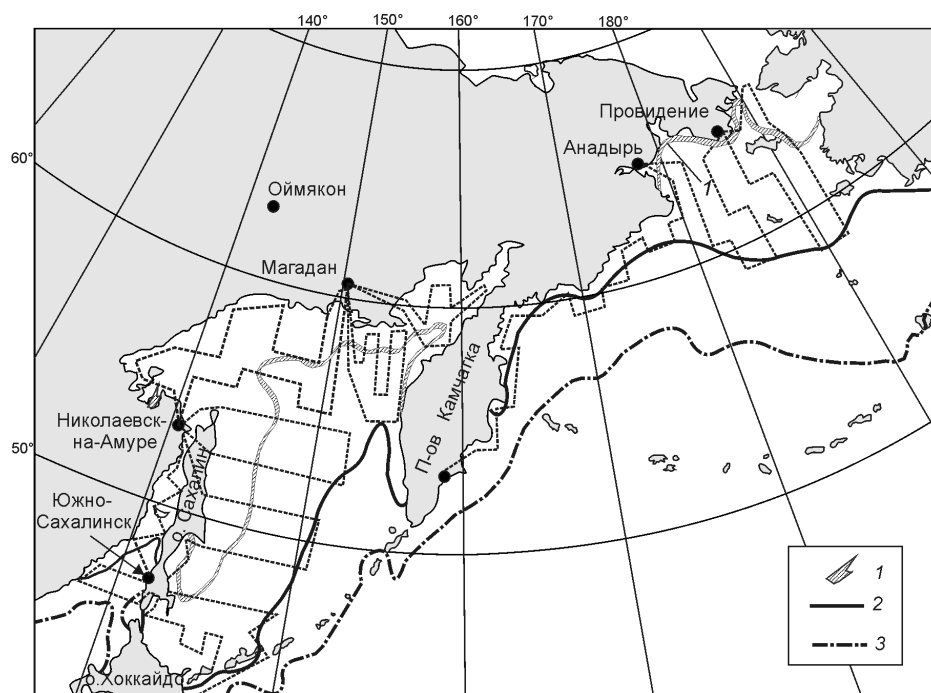 140°
150°
160°
170°
180°
Провидение
60°
Анадырь
1
Оймякон
Магадан
П-ов Камчатка
Николаевск-
на-Амуре
50°
о. Сахалин
Южно-
Сахалинск
1
2
3
о.Хоккайдо